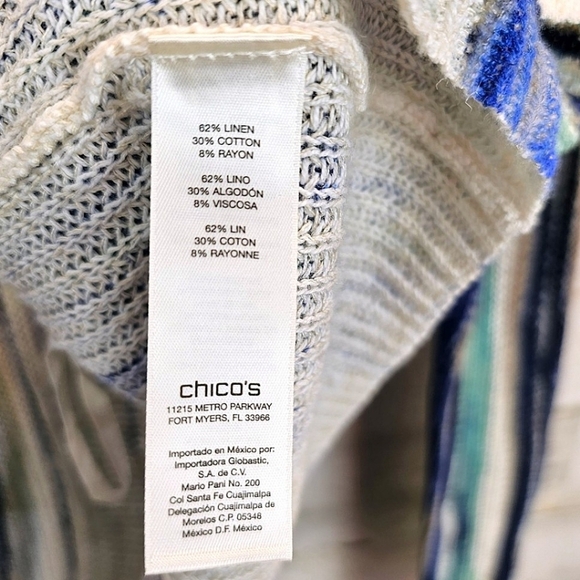 62% LINEN
30% COTTON
8% RAYON
62% LINO
30% ALGODÓN
8% VISCOSA
62% LIN
30% COTON
8% RAYONNE
chico's
11215 METRO PARKWAY
FORT MYERS, FL 33966
Importado en México por:
Importadora Globastic,
S.A. de C.V.
Mario Pani No. 200
Col Santa Fe Cuajimalpa
Delegación Cuajimalpa de
Morelos C.P. 05348
México D.F. México